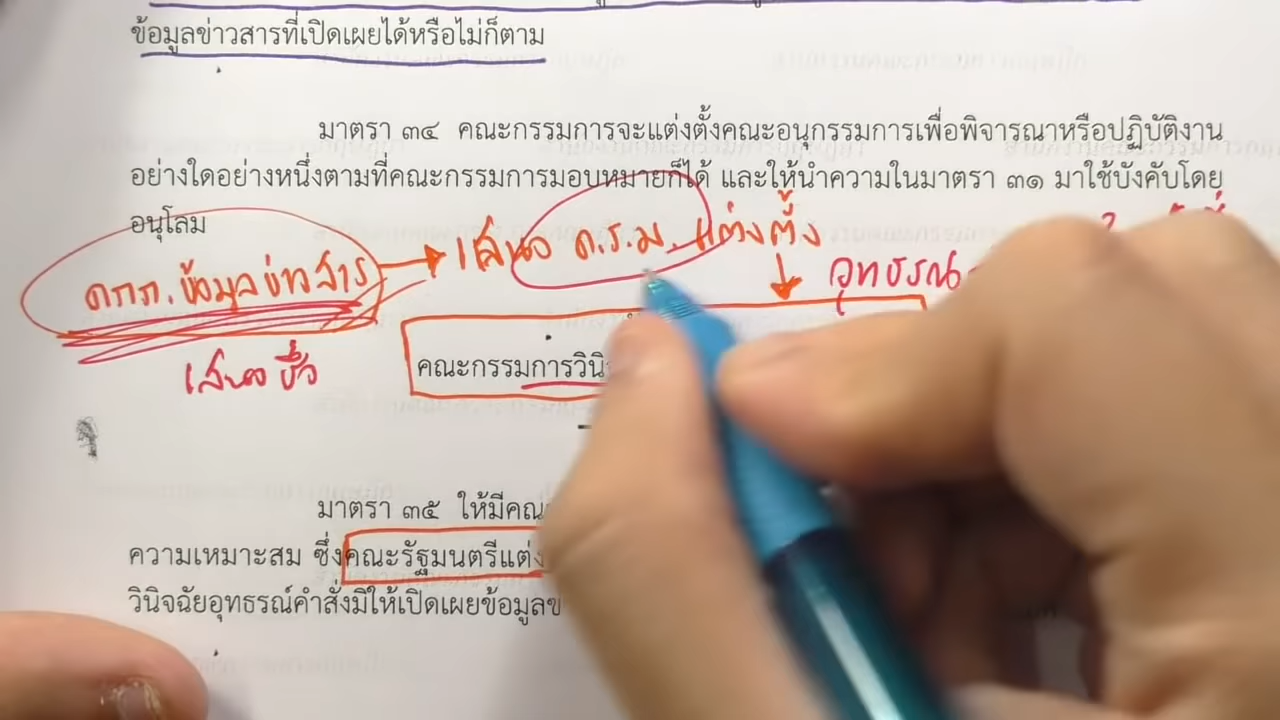 ข้อมูลข่าวสารที่เปิดเผยได้หรือไม่ก็ตาม
มาตรา ๓๔ คณะกรรมการจะแต่งตั้งคณะอนุกรรมการเพื่อพิจารณาหรือปฏิบัติงาน
อย่างใดอย่างหนึ่งตามที่คณะกรรมการมอบหมายก็ได้ และให้นำความในมาตรา ๓๑ มาใช้บังคับโดย
อนุโลม
ค.ก.ก. ข้อมูลข่าวสาร เสนอ ค.ร.ม. แต่งตั้ง
อุทธรณ
คณะกรรมการวินิ
เสนอชื่อ
มาตรา ๓๕ ให้มีคณ
ความเหมาะสม ซึ่งคณะรัฐมนตรีแต่ง
วินิจฉัยอุทธรณ์คำสั่งมิให้เปิดเผยข้อมูลข